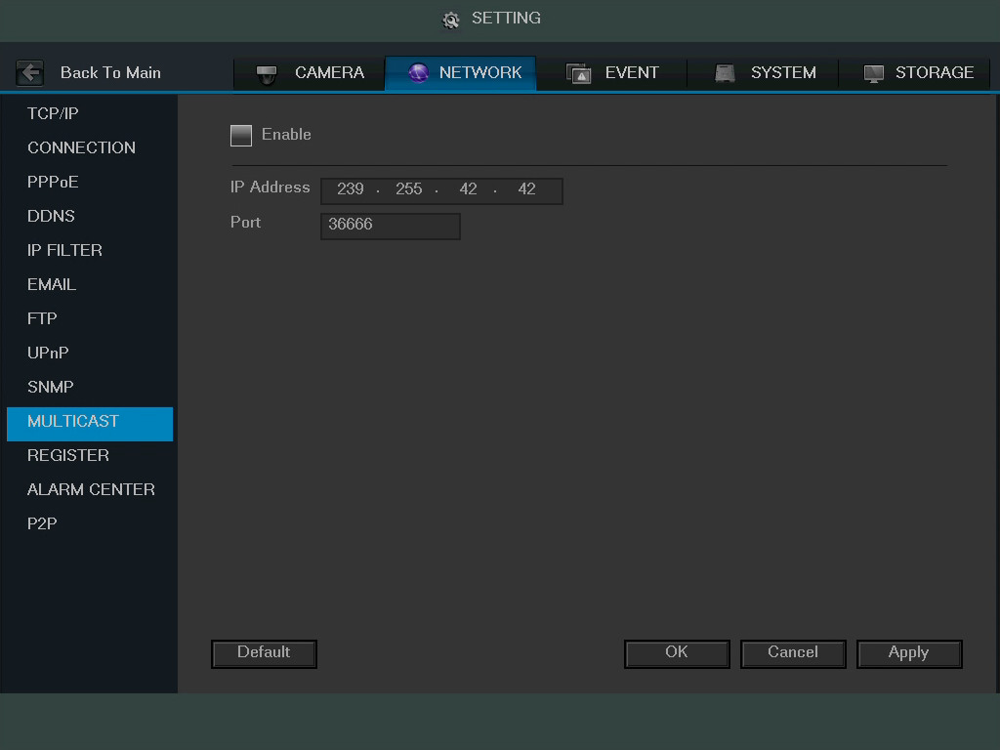 SETTING
Back To Main
CAMERA
NETWORK
EVENT
SYSTEM
STORAGE
TCP/IP
CONNECTION
PPPoE
DDNS
IP FILTER
EMAIL
FTP
UPnP
SNMP
MULTICAST
REGISTER
ALARM CENTER
P2P
Enable
IP Address 239 . 255 . 42 . 42
Port 36666
Default
OK
Cancel
Apply